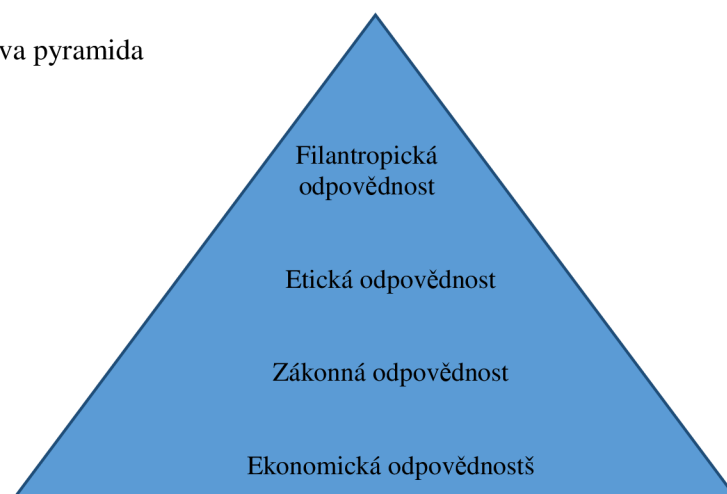 va pyramida
Filantropická
odpovědnost
Etická odpovědnost
Zákonná odpovědnost
Ekonomická odpovědnostš